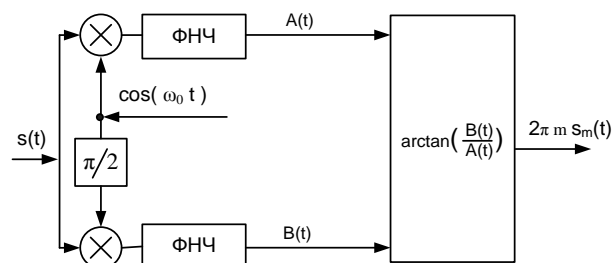 ФНЧ
A(t)
cos( ω₀ t )
s(t)
π/2
arctan(B(t)/A(t))
2π m sₘ(t)
ФНЧ
B(t)